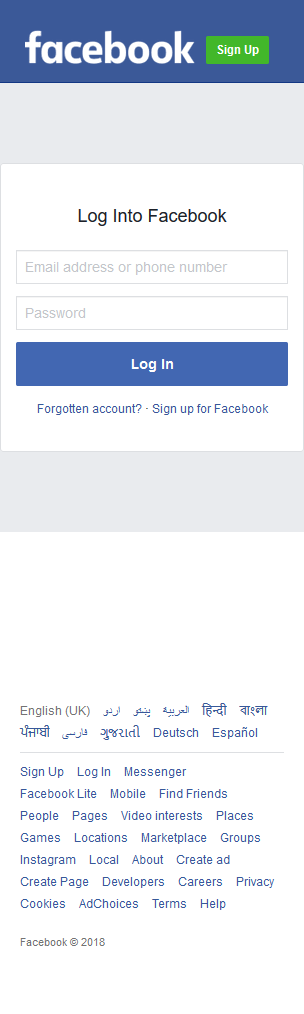 facebook Sign Up
Log Into Facebook
Email address or phone number
Password
Log In
Forgotten account? · Sign up for Facebook
English (UK) اردو پښتو العربية हिन्दी বাংলা
ਪੰਜਾਬੀ فارسی ગુજરાતી Deutsch Español
Sign Up Log In Messenger
Facebook Lite Mobile Find Friends
People Pages Video interests Places
Games Locations Marketplace Groups
Instagram Local About Create ad
Create Page Developers Careers Privacy
Cookies AdChoices Terms Help
Facebook © 2018